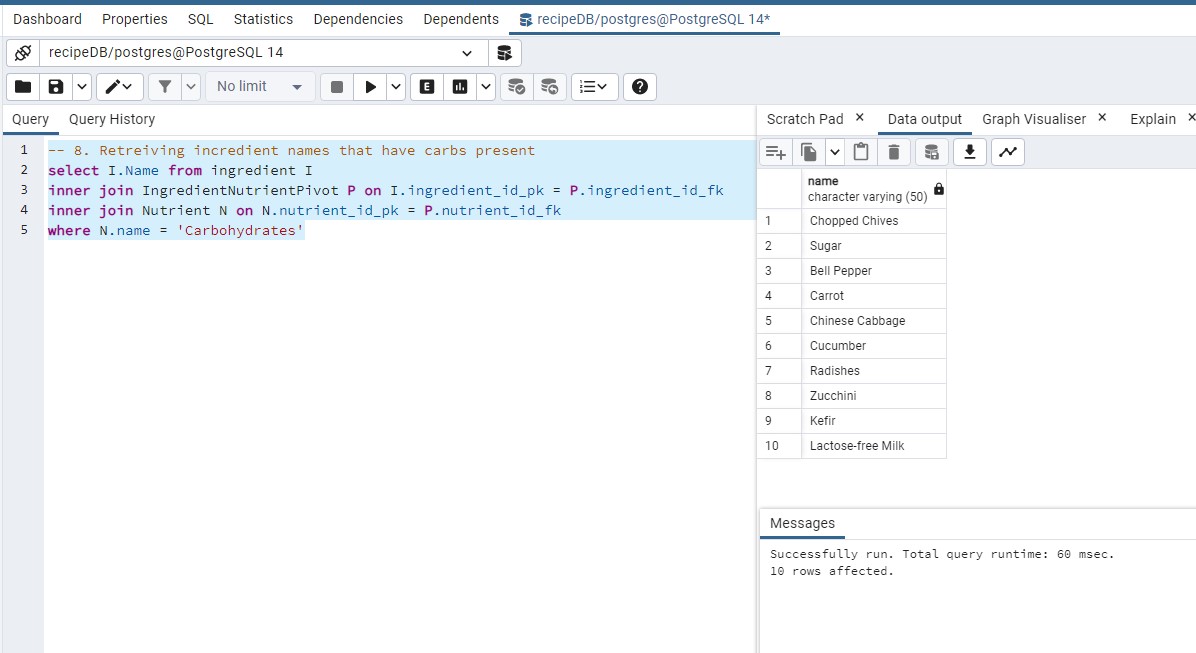 Dashboard Properties SQL Statistics Dependencies Dependents recipeDB/postgres@PostgreSQL 14*
recipeDB/postgres@PostgreSQL 14
No limit E
Query Query History
1 -- 8. Retreiving incredient names that have carbs present
2 select I.Name from ingredient I
3 inner join IngredientNutrientPivot P on I.ingredient_id_pk = P.ingredient_id_fk
4 inner join Nutrient N on N.nutrient_id_pk = P.nutrient_id_fk
5 where N.name = 'Carbohydrates'
Scratch Pad × Data output Graph Visualiser × Explain ×
name
character varying (50)
1 Chopped Chives
2 Sugar
3 Bell Pepper
4 Carrot
5 Chinese Cabbage
6 Cucumber
7 Radishes
8 Zucchini
9 Kefir
10 Lactose-free Milk
Messages
Successfully run. Total query runtime: 60 msec.
10 rows affected.